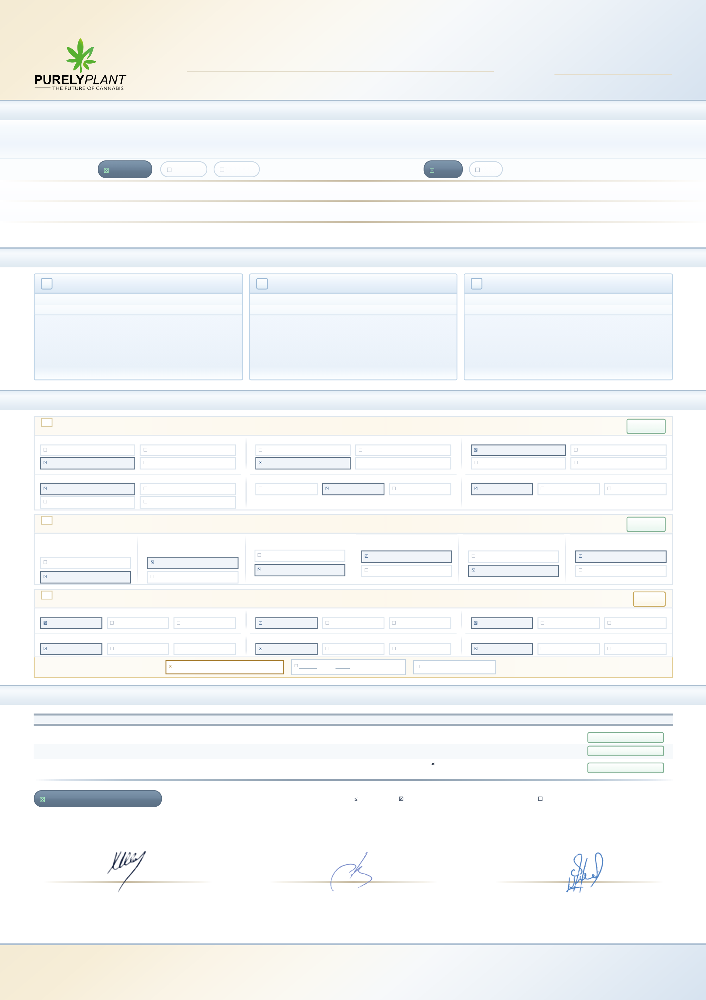 PURELYPLANT
THE FUTURE OF CANNABIS
☒ ☐ ☐ ☒ ☐
☐ ☐ ☐ ☐ ☒ ☐
☒ ☐ ☒ ☐ ☐ ☐
☒ ☐ ☐ ☒ ☐ ☒ ☐ ☐
☐ ☐
☐ ☒ ☐ ☒ ☐ ☒
☒ ☐ ☒ ☐ ☒ ☐
☒ ☐ ☐ ☒ ☐ ☐ ☒ ☐ ☐
☒ ☐ ☐ ☒ ☐ ☐ ☒ ☐ ☐
☒ ☐ ☐
≤
☒ ≤ ☒ ☐